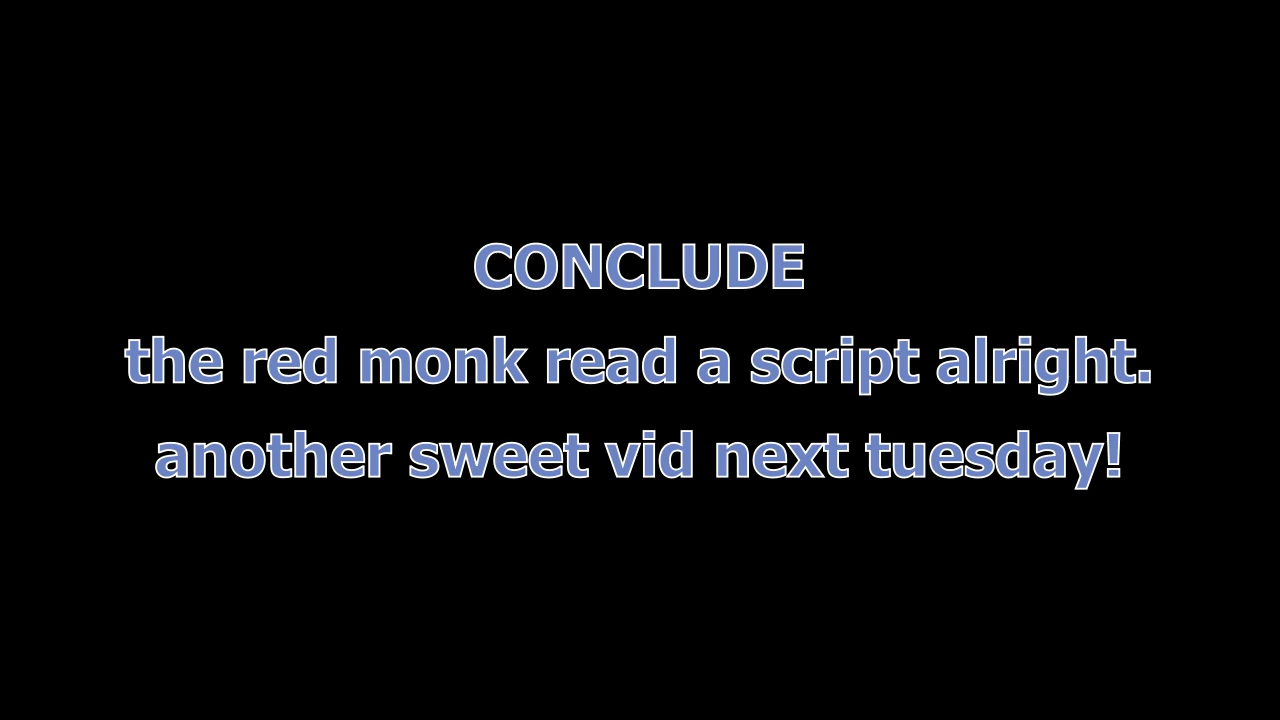 CONCLUDE
the red monk read a script alright.
another sweet vid next tuesday!